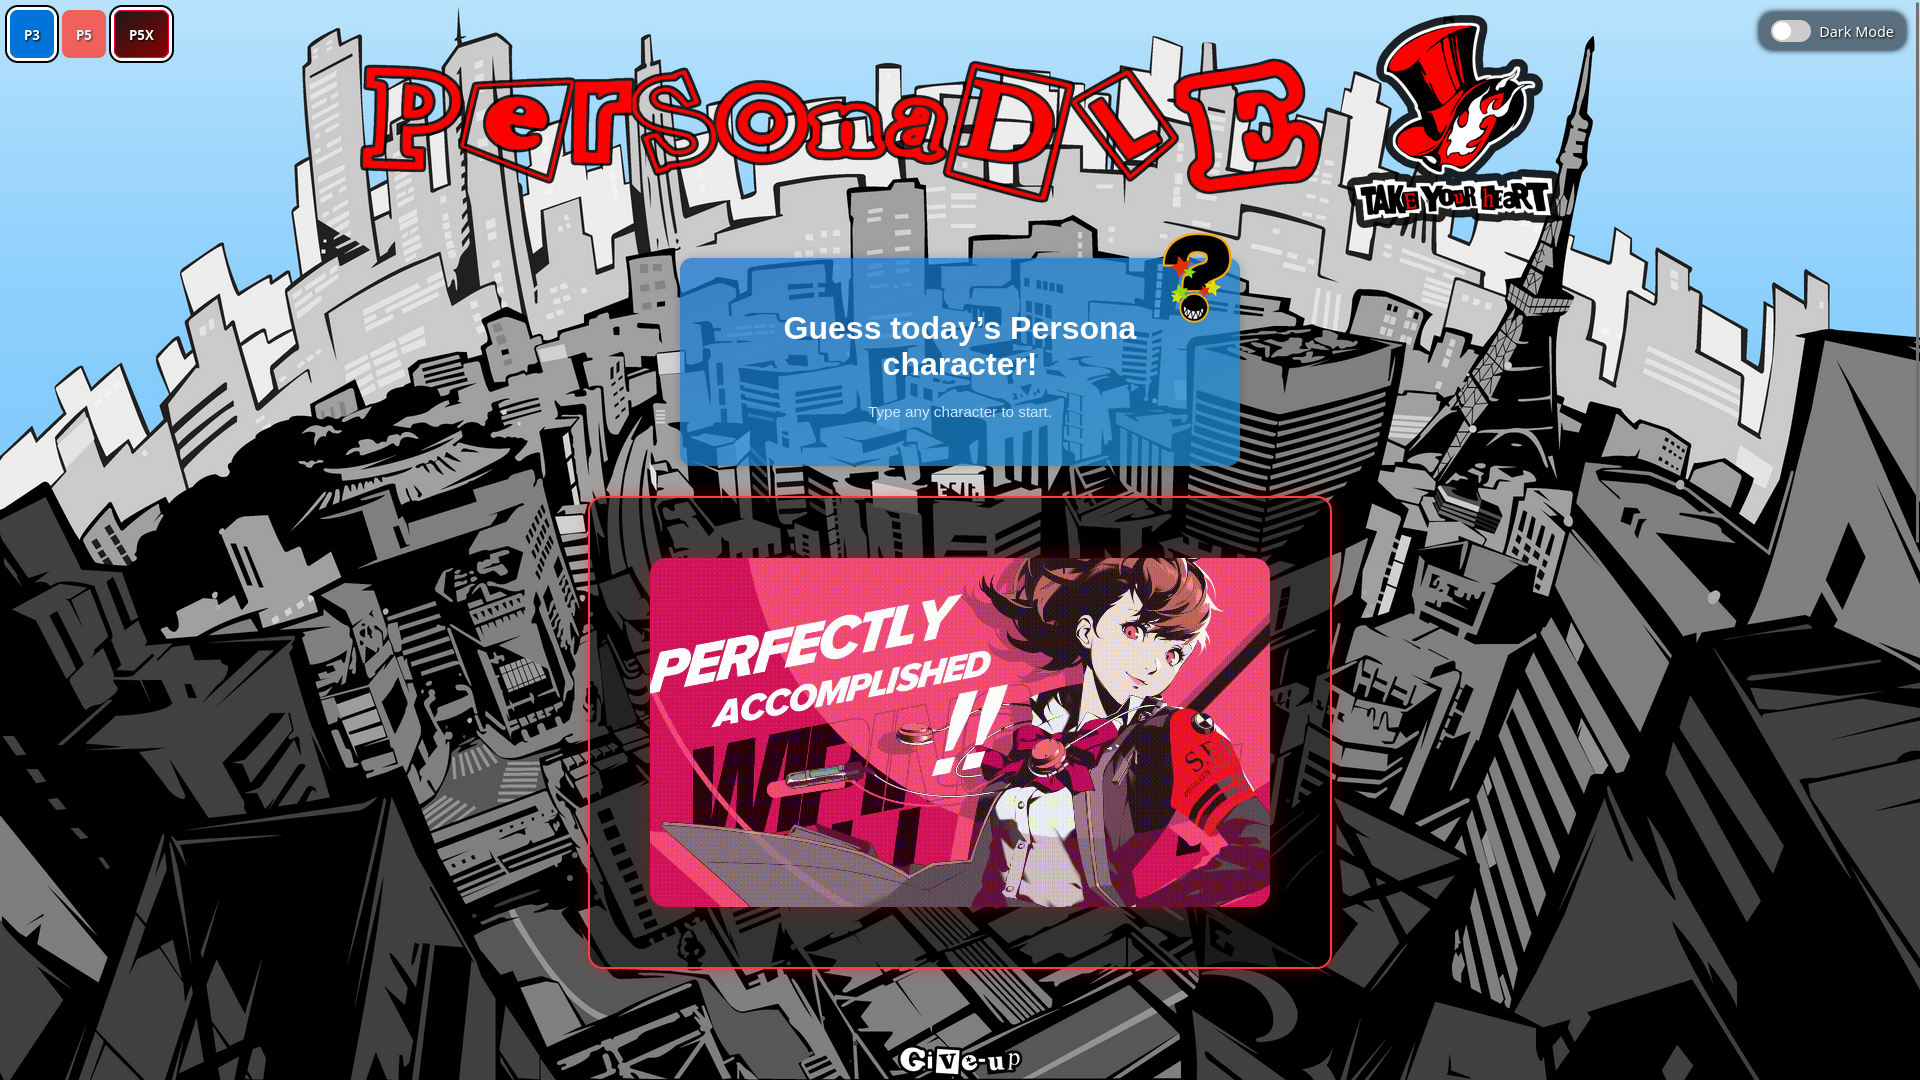 P3 P5 P5X
Dark Mode
PersonaDLE
TAKE YOUR HEART
Guess today’s Persona
character!
Type any character to start.
PERFECTLY
ACCOMPLISHED
!!
Give-up